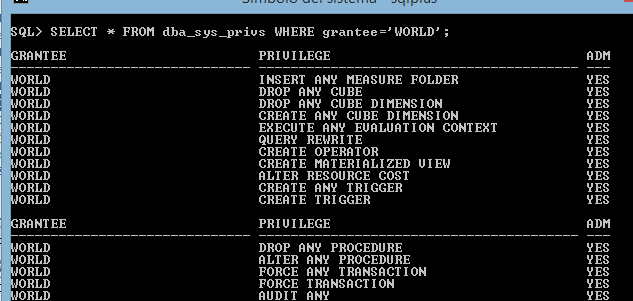 Símbolo del sistema - sqlplus
SQL> SELECT * FROM dba_sys_privs WHERE grantee='WORLD';
GRANTEE PRIVILEGE ADM
WORLD INSERT ANY MEASURE FOLDER YES
WORLD DROP ANY CUBE YES
WORLD DROP ANY CUBE DIMENSION YES
WORLD CREATE ANY CUBE DIMENSION YES
WORLD EXECUTE ANY EVALUATION CONTEXT YES
WORLD QUERY REWRITE YES
WORLD CREATE OPERATOR YES
WORLD CREATE MATERIALIZED VIEW YES
WORLD ALTER RESOURCE COST YES
WORLD CREATE ANY TRIGGER YES
WORLD CREATE TRIGGER YES
GRANTEE PRIVILEGE ADM
WORLD DROP ANY PROCEDURE YES
WORLD ALTER ANY PROCEDURE YES
WORLD FORCE ANY TRANSACTION YES
WORLD FORCE TRANSACTION YES
WORLD AUDIT ANY YES